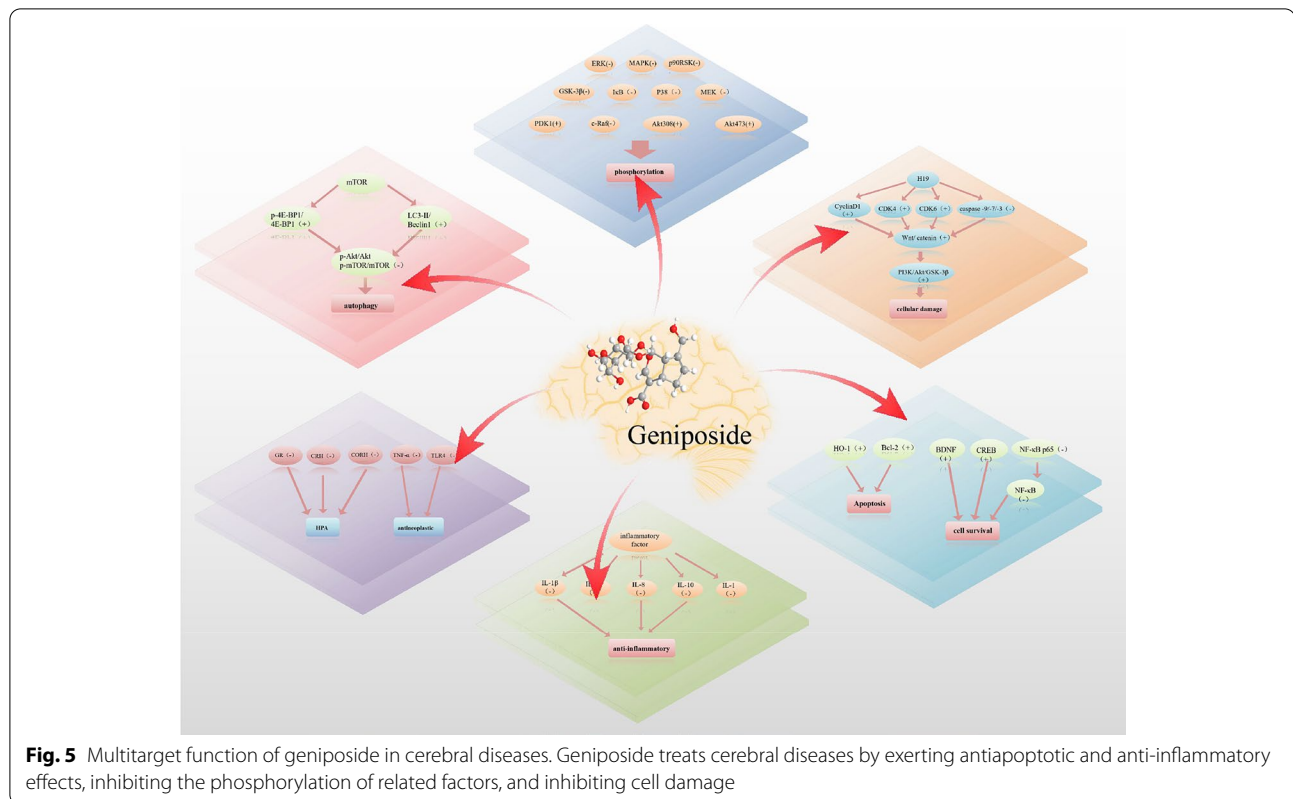 ERK(-) MAPK(-) p90RSK(-)
GSK-3β(-) IκB (-) P38 (-) MEK (-)
PDK1(+) c-Raf(-) Akt308(+) Akt473(+)
phosphorylation
mTOR
p-4E-BP1/
4E-BP1 (+)
LC3-II/
Beclin1 (+)
p-Akt/Akt
p-mTOR/mTOR (-)
autophagy
H19
CyclinD1
(+)
CDK4 (+)
CDK6 (+)
caspase -9/-7/-3 (-)
Wnt/ catenin (+)
PI3K/Akt/GSK-3β
(+)
cellular damage
Geniposide
GR (-) CRH (-) CORH (-) TNF-α (-) TLR4 (-)
HPA
antineoplastic
HO-1 (+) Bcl-2 (+)
Apoptosis
BDNF
(+)
CREB
(+)
NF-κB p65 (-)
NF-κB
(-)
cell survival
inflammatory
factor
IL-1β
(-)
IL-8
(-)
IL-10
(-)
IL-1
(-)
anti-inflammatory
Fig. 5 Multitarget function of geniposide in cerebral diseases. Geniposide treats cerebral diseases by exerting antiapoptotic and anti-inflammatory
effects, inhibiting the phosphorylation of related factors, and inhibiting cell damage